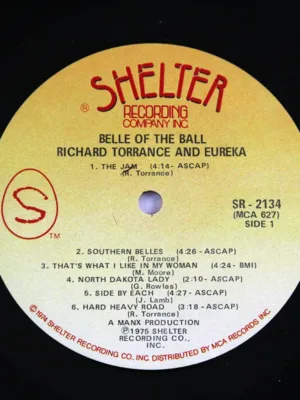 SHELTER
®
RECORDING
COMPANY INC
BELLE OF THE BALL
RICHARD TORRANCE AND EUREKA
1. THE JAM (4:14-ASCAP)
(R. Torrance)
S
TM
SR - 2134
(MCA 627)
SIDE 1
2. SOUTHERN BELLES (4:26-ASCAP)
(R. Torrance)
3. THAT'S WHAT I LIKE IN MY WOMAN (4:24-BMI)
(M. Moore)
4. NORTH DAKOTA LADY (2:10-ASCAP)
(G. Rowles)
5. SIDE BY EACH (4:27-ASCAP)
(J. Lamb)
6. HARD HEAVY ROAD (3:18-ASCAP)
(R. Torrance)
A MANX PRODUCTION
Ⓟ1975 SHELTER
RECORDING CO.,
INC.
©1974 SHELTER RECORDING CO., INC. DISTRIBUTED BY MCA RECORDS INC